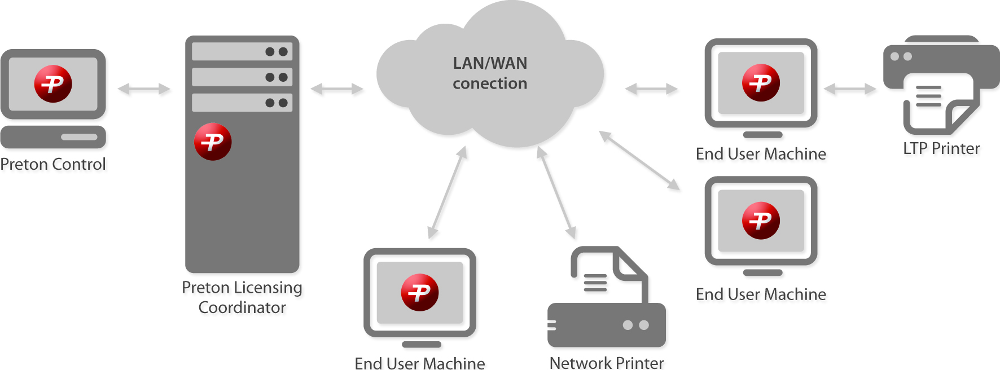 LAN/WAN
conection
Preton Control
Preton Licensing
Coordinator
End User Machine
Network Printer
End User Machine
LTP Printer
End User Machine